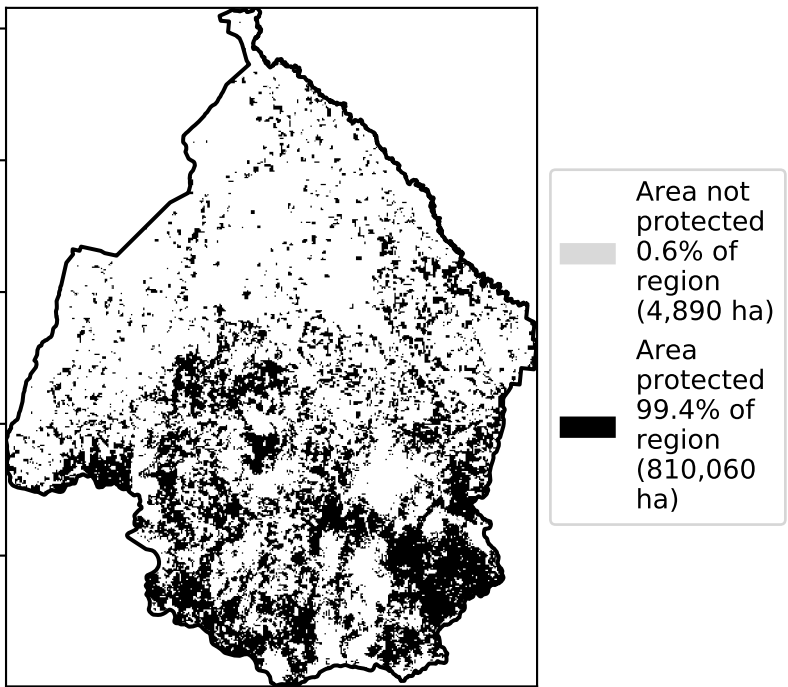 Area not
protected
0.6% of
region
(4,890 ha)
Area
protected
99.4% of
region
(810,060
ha)